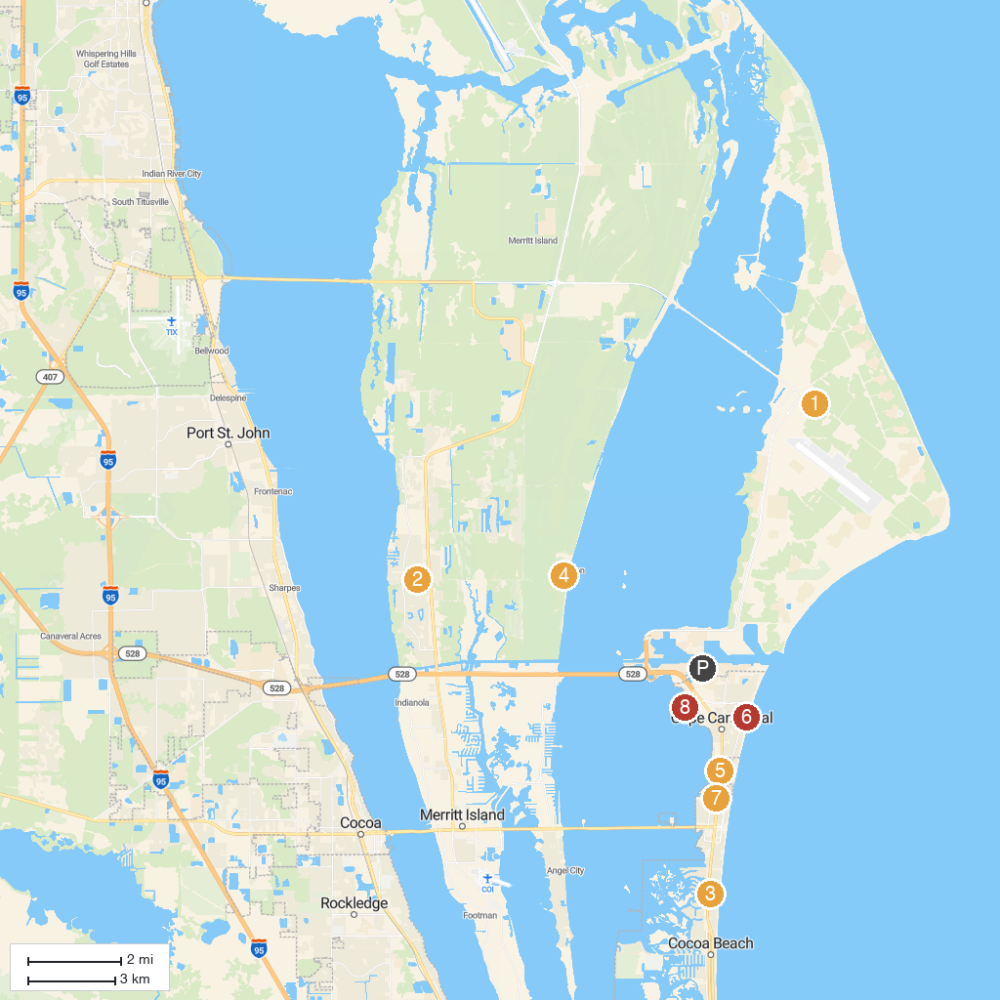 Whispering Hills
Golf Estates
95
Indian River City
South Titusville
Merritt Island
95
TIX
Bellwood
407
Delespine
1
Port St. John
95
Frontenac
2
4
Sharpes
95
Canaveral Acres
528
528
528
528
P
Indianola
8
6
5
95
7
Merritt Island
Cocoa
Angel City
COI
3
Rockledge
Footman
Cocoa Beach
95
2 mi
3 km